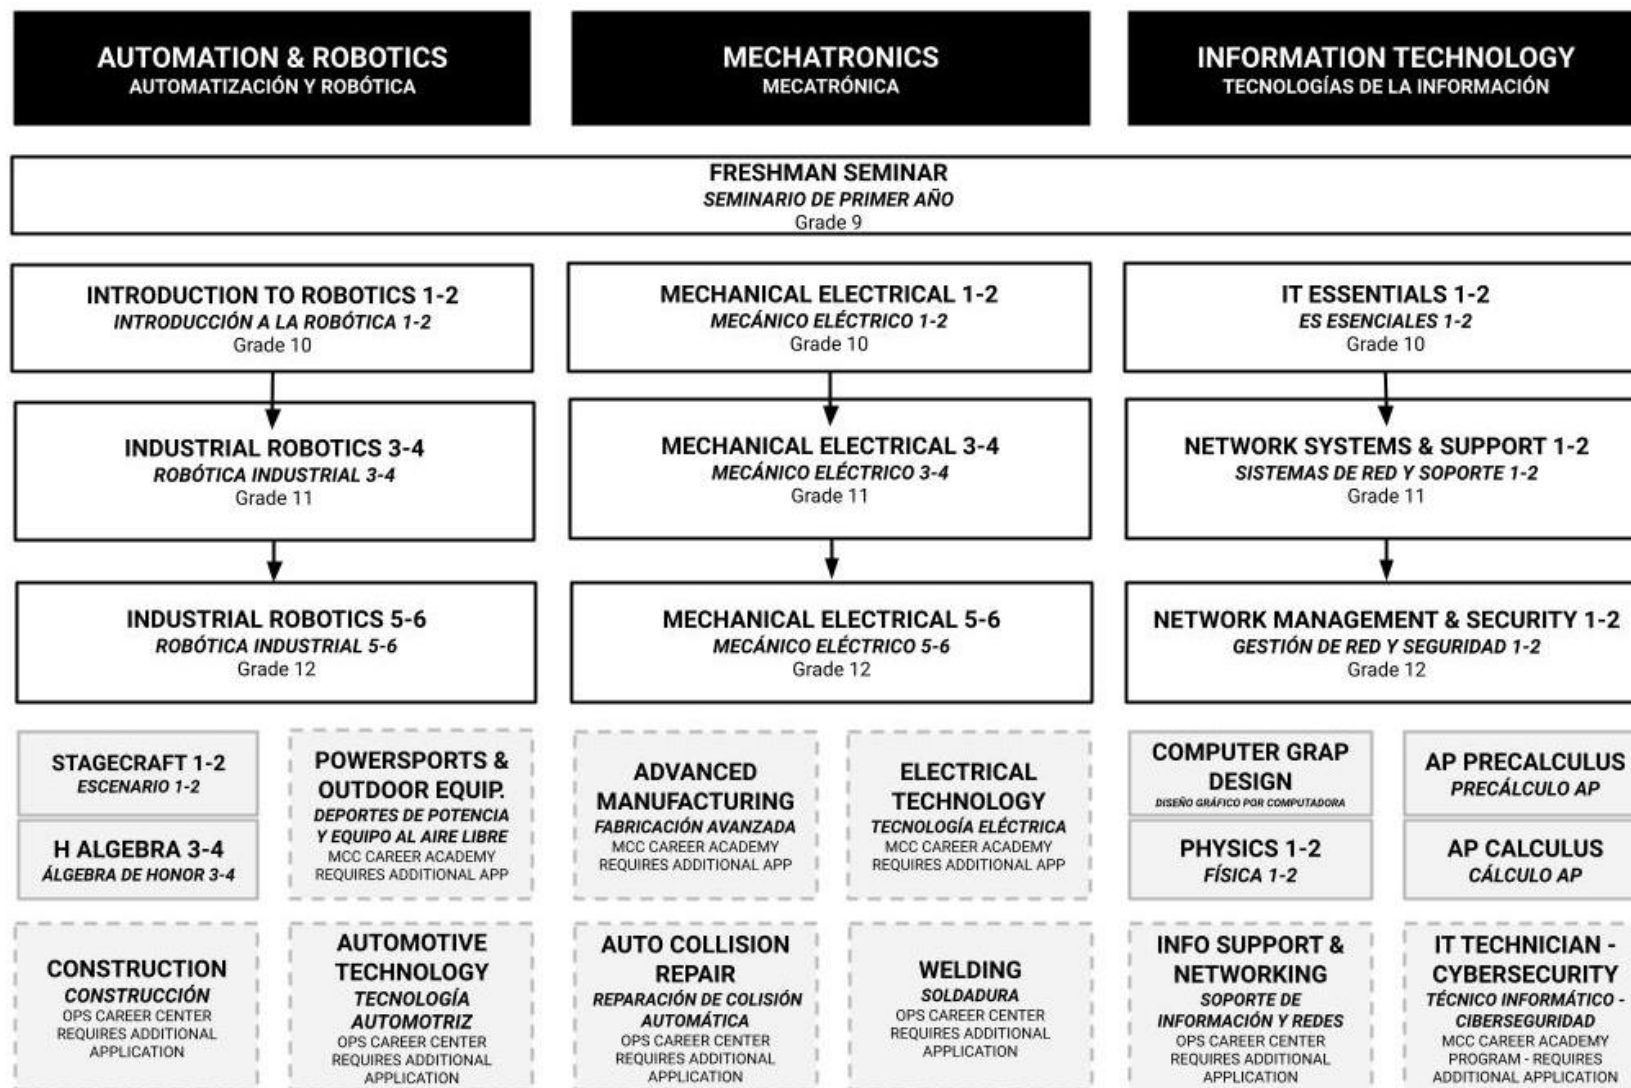 AUTOMATION & ROBOTICS
AUTOMATIZACIÓN Y ROBÓTICA
MECHATRONICS
MECATRÓNICA
INFORMATION TECHNOLOGY
TECNOLOGÍAS DE LA INFORMACIÓN
FRESHMAN SEMINAR
SEMINARIO DE PRIMER AÑO
Grade 9
INTRODUCTION TO ROBOTICS 1-2
INTRODUCCIÓN A LA ROBÓTICA 1-2
Grade 10
MECHANICAL ELECTRICAL 1-2
MECÁNICO ELÉCTRICO 1-2
Grade 10
IT ESSENTIALS 1-2
ES ESENCIALES 1-2
Grade 10
INDUSTRIAL ROBOTICS 3-4
ROBÓTICA INDUSTRIAL 3-4
Grade 11
MECHANICAL ELECTRICAL 3-4
MECÁNICO ELÉCTRICO 3-4
Grade 11
NETWORK SYSTEMS & SUPPORT 1-2
SISTEMAS DE RED Y SOPORTE 1-2
Grade 11
INDUSTRIAL ROBOTICS 5-6
ROBÓTICA INDUSTRIAL 5-6
Grade 12
MECHANICAL ELECTRICAL 5-6
MECÁNICO ELÉCTRICO 5-6
Grade 12
NETWORK MANAGEMENT & SECURITY 1-2
GESTIÓN DE RED Y SEGURIDAD 1-2
Grade 12
STAGECRAFT 1-2
ESCENARIO 1-2
H ALGEBRA 3-4
ÁLGEBRA DE HONOR 3-4
POWERSPORTS &
OUTDOOR EQUIP.
DEPORTES DE POTENCIA
Y EQUIPO AL AIRE LIBRE
MCC CAREER ACADEMY
REQUIRES ADDITIONAL APP
ADVANCED
MANUFACTURING
FABRICACIÓN AVANZADA
MCC CAREER ACADEMY
REQUIRES ADDITIONAL APP
ELECTRICAL
TECHNOLOGY
TECNOLOGÍA ELÉCTRICA
MCC CAREER ACADEMY
REQUIRES ADDITIONAL APP
COMPUTER GRAP
DESIGN
DISEÑO GRÁFICO POR COMPUTADORA
PHYSICS 1-2
FÍSICA 1-2
AP PRECALCULUS
PRECÁLCULO AP
AP CALCULUS
CÁLCULO AP
CONSTRUCTION
CONSTRUCCIÓN
OPS CAREER CENTER
REQUIRES ADDITIONAL
APPLICATION
AUTOMOTIVE
TECHNOLOGY
TECNOLOGÍA
AUTOMOTRIZ
OPS CAREER CENTER
REQUIRES ADDITIONAL
APPLICATION
AUTO COLLISION
REPAIR
REPARACIÓN DE COLISIÓN
AUTOMÁTICA
OPS CAREER CENTER
REQUIRES ADDITIONAL
APPLICATION
WELDING
SOLDADURA
OPS CAREER CENTER
REQUIRES ADDITIONAL
APPLICATION
INFO SUPPORT &
NETWORKING
SOPORTE DE
INFORMACIÓN Y REDES
OPS CAREER CENTER
REQUIRES ADDITIONAL
APPLICATION
IT TECHNICIAN -
CYBERSECURITY
TÉCNICO INFORMÁTICO -
CIBERSEGURIDAD
MCC CAREER ACADEMY
PROGRAM - REQUIRES
ADDITIONAL APPLICATION